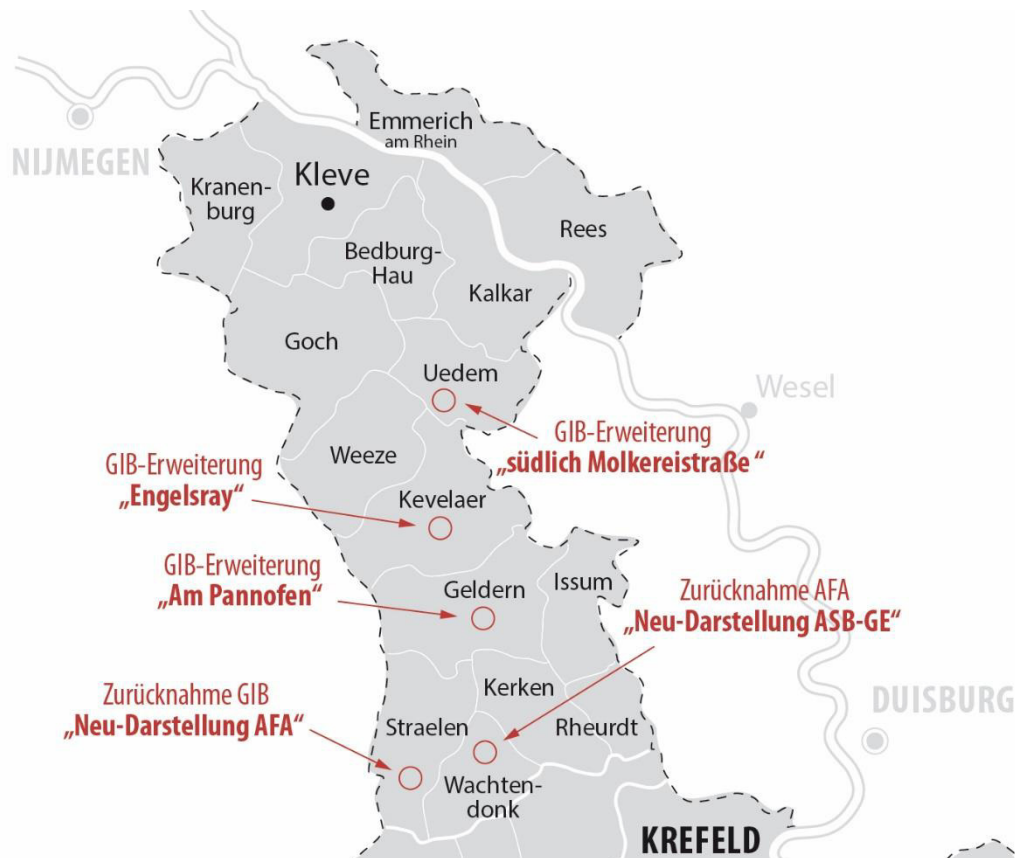 Emmerich
am Rhein
NIJMEGEN
Kleve
Kranen-
burg
Rees
Bedburg-
Hau
Kalkar
Goch
Uedem
Wesel
GIB-Erweiterung
„südlich Molkereistraße“
Weeze
GIB-Erweiterung
„Engelsray“
Kevelaer
GIB-Erweiterung
„Am Pannofen“
Geldern
Issum
Zurücknahme AFA
„Neu-Darstellung ASB-GE“
Kerken
Zurücknahme GIB
„Neu-Darstellung AFA“
Straelen
Rheurdt
DUISBURG
Wachten-
donk
KREFELD